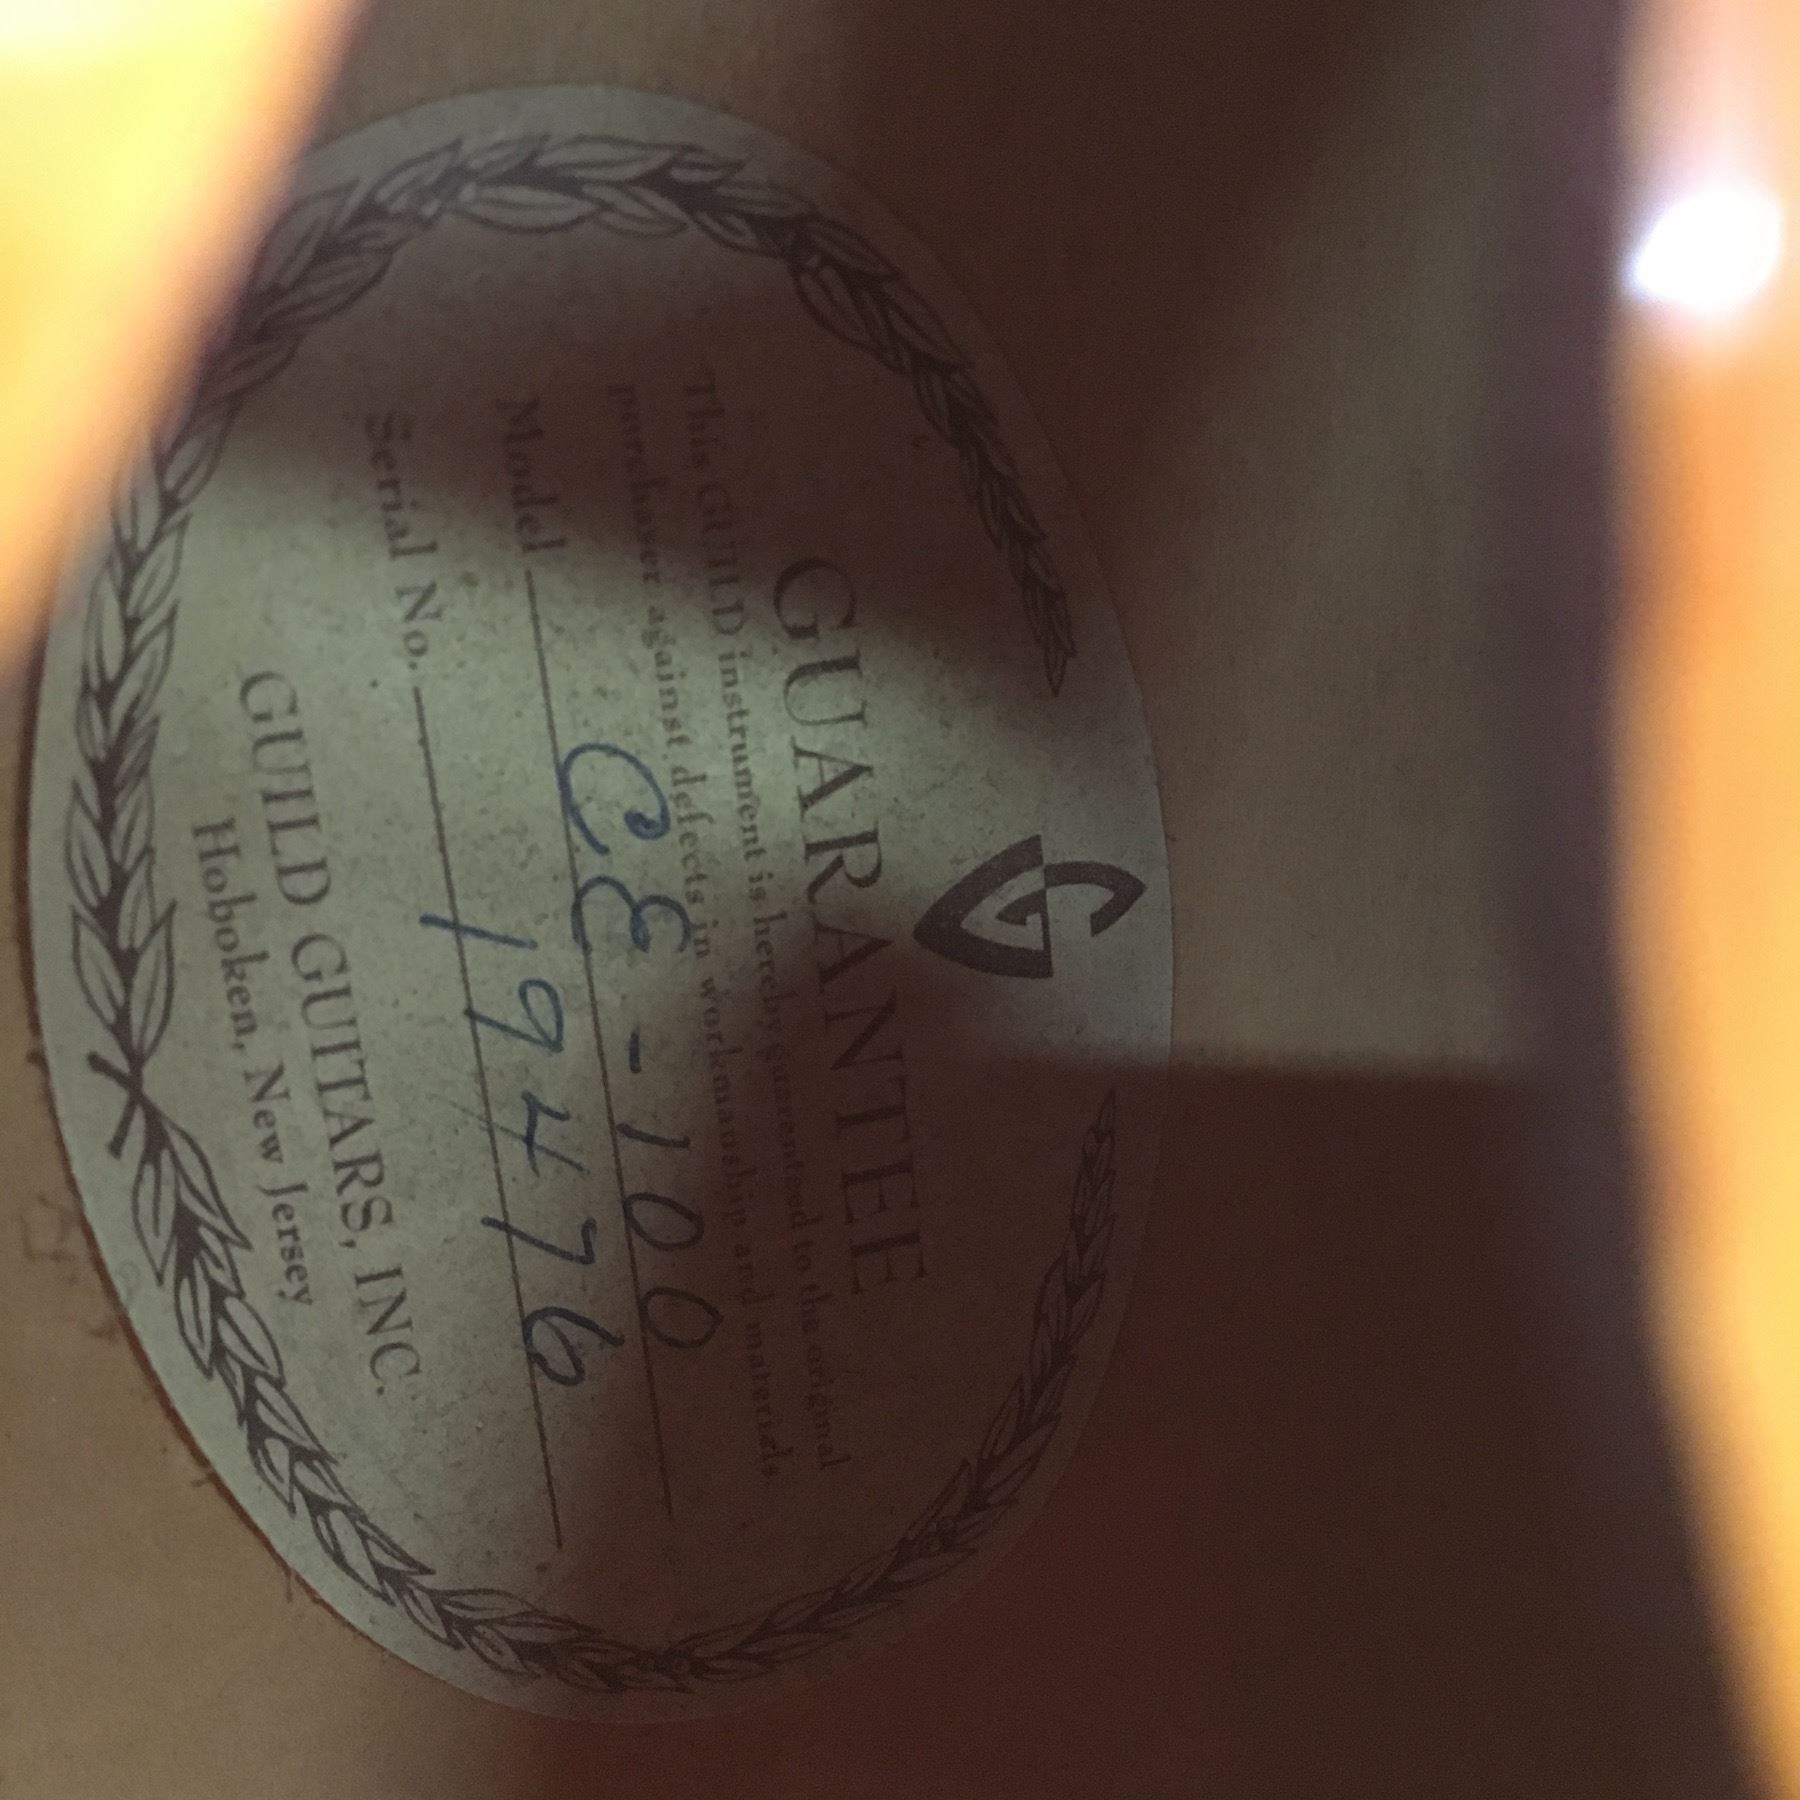 G
GUARANTEE
This GUILD instrument is hereby guaranteed to the original
purchaser against defects in workmanship and materials
Model CE-100
Serial No. 19476
GUILD GUITARS, INC.
Hoboken, New Jersey